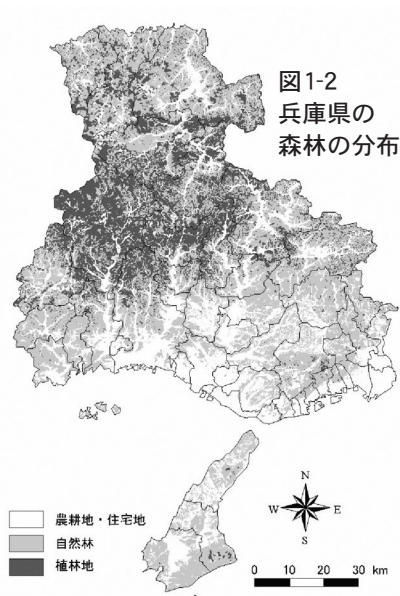 図1-2
兵庫県の
森林の分布
N
W E
S
農耕地・住宅地
自然林
植林地
0 10 20 30 km